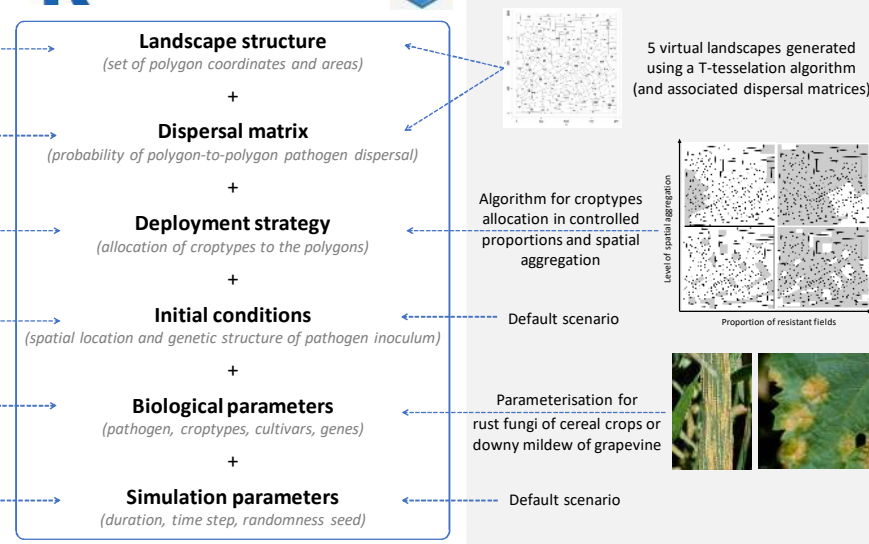 Landscape structure
(set of polygon coordinates and areas)
+
Dispersal matrix
(probability of polygon-to-polygon pathogen dispersal)
+
Deployment strategy
(allocation of croptypes to the polygons)
+
Initial conditions
(spatial location and genetic structure of pathogen inoculum)
+
Biological parameters
(pathogen, croptypes, cultivars, genes)
+
Simulation parameters
(duration, time step, randomness seed)
5 virtual landscapes generated
using a T-tesselation algorithm
(and associated dispersal matrices)
Algorithm for croptypes
allocation in controlled
proportions and spatial
aggregation
Level of spatial aggregation
Proportion of resistant fields
Default scenario
Parameterisation for
rust fungi of cereal crops or
downy mildew of grapevine
Default scenario